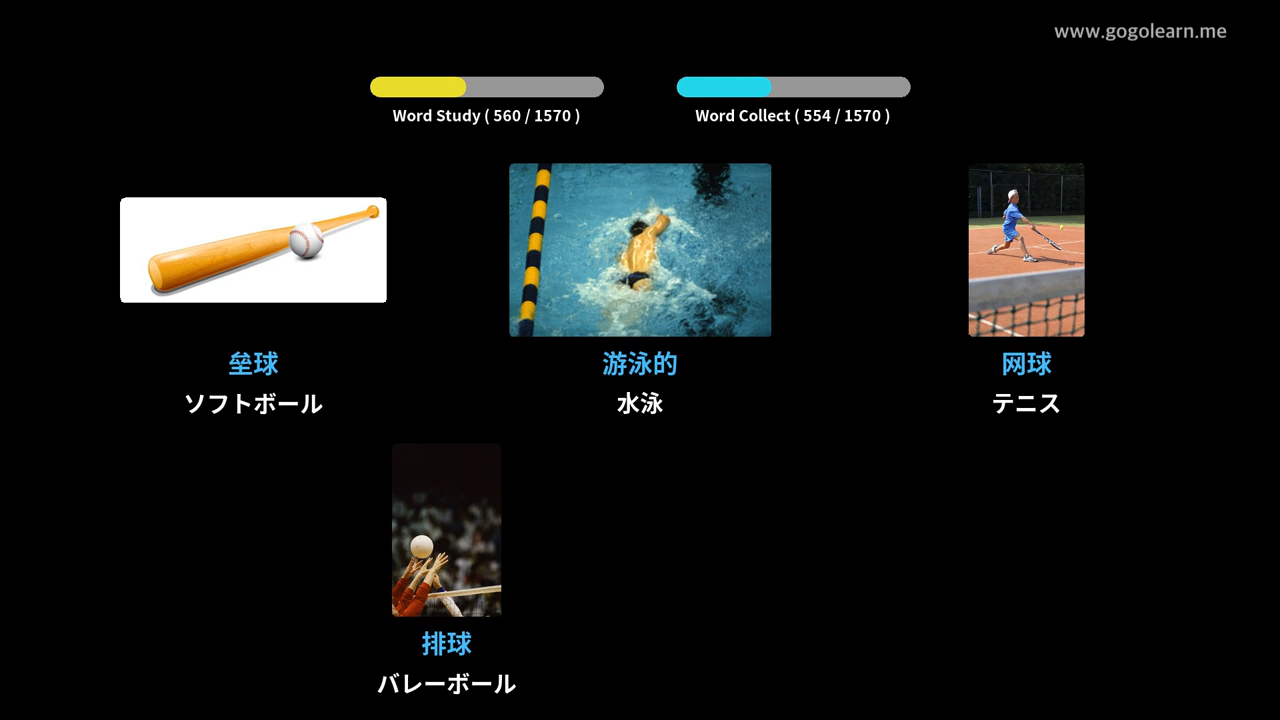 www.gogolearn.me
Word Study ( 560 / 1570 )
Word Collect ( 554 / 1570 )
垒球
ソフトボール
游泳的
水泳
网球
テニス
排球
バレーボール